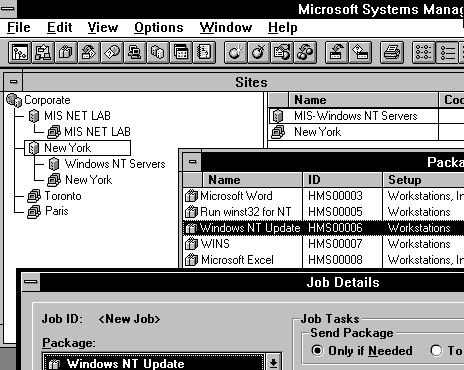 Microsoft Systems Manag
File Edit View Options Window Help
Sites
Corporate
MIS NET LAB
MIS NET LAB
New York
Windows NT Servers
New York
Toronto
Paris
Name Cod
MIS-Windows NT Servers
New York
Packa
Name ID Setup
Microsoft Word HMS00003 Workstations, In
Run winst32 for NT HMS00005 Workstations
Windows NT Update HMS00006 Workstations
WINS HMS00007 Workstations
Microsoft Excel HMS00008 Workstations, In
Job Details
Job ID: <New Job>
Package:
Windows NT Update
Job Tasks
Send Package
Only if Needed To